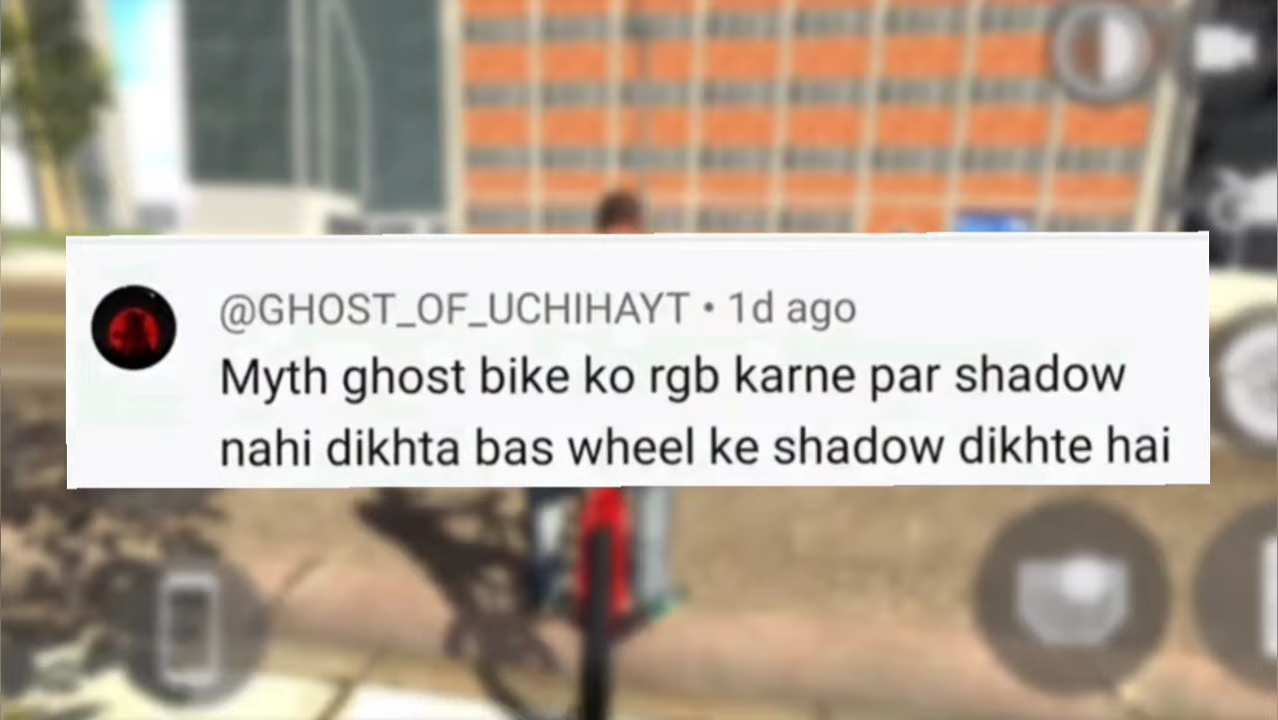 @GHOST_OF_UCHIHAYT • 1d ago
Myth ghost bike ko rgb karne par shadow
nahi dikhta bas wheel ke shadow dikhte hai